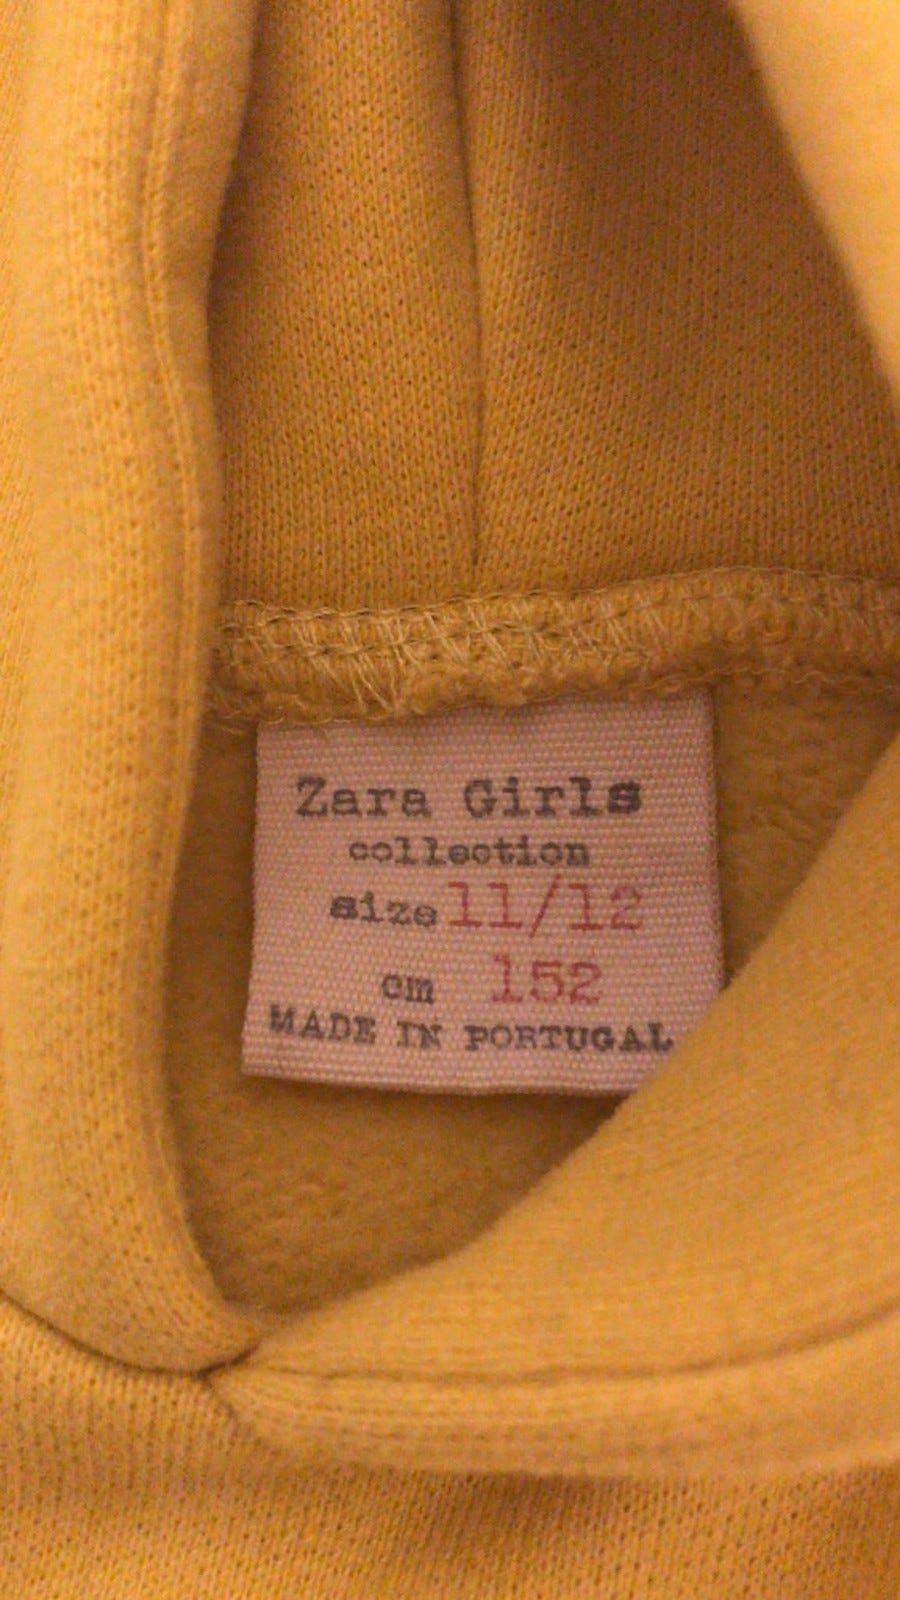 Zara Girls
collection
size 11/12
cm 152
MADE IN PORTUGAL